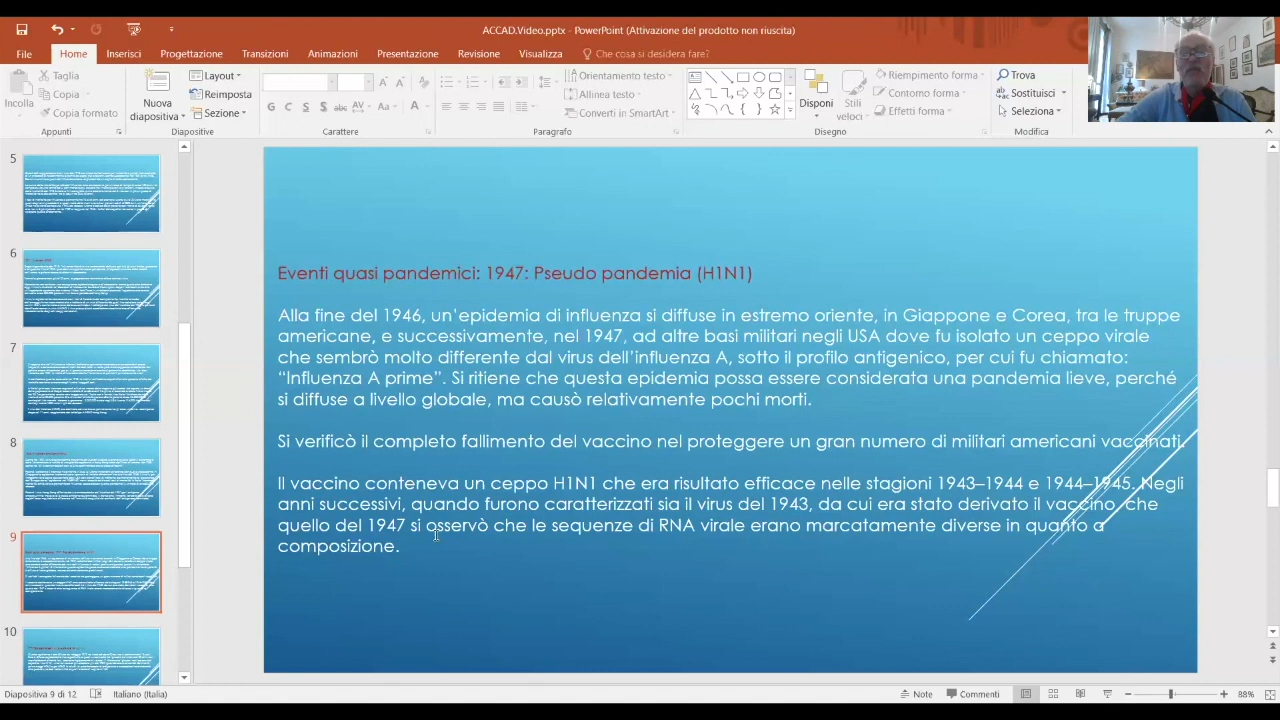 ACCAD.Video.pptx - PowerPoint (Attivazione del prodotto non riuscita)
File Home Inserisci Progettazione Transizioni Animazioni Presentazione Revisione Visualizza Che cosa si desidera fare?
Incolla
Taglia
Copia
Copia formato
Appunti
Nuova diapositiva
Layout
Reimposta
Sezione
Diapositive
G C S S abc AV Aa A
Carattere
Orientamento testo
Allinea testo
Converti in SmartArt
Paragrafo
Disponi
Stili veloci
Riempimento forma
Contorno forma
Effetti forma
Disegno
Trova
Sostituisci
Seleziona
Modifica
5
6
7
8
9
10
Eventi quasi pandemici: 1947: Pseudo pandemia (H1N1)
Alla fine del 1946, un’epidemia di influenza si diffuse in estremo oriente, in Giappone e Corea, tra le truppe
americane, e successivamente, nel 1947, ad altre basi militari negli USA dove fu isolato un ceppo virale
che sembrò molto differente dal virus dell’influenza A, sotto il profilo antigenico, per cui fu chiamato:
“Influenza A prime”. Si ritiene che questa epidemia possa essere considerata una pandemia lieve, perché
si diffuse a livello globale, ma causò relativamente pochi morti.
Si verificò il completo fallimento del vaccino nel proteggere un gran numero di militari americani vaccinati.
Il vaccino conteneva un ceppo H1N1 che era risultato efficace nelle stagioni 1943–1944 e 1944–1945. Negli
anni successivi, quando furono caratterizzati sia il virus del 1943, da cui era stato derivato il vaccino, che
quello del 1947 si osservò che le sequenze di RNA virale erano marcatamente diverse in quanto a
composizione.
Diapositiva 9 di 12 Italiano (Italia) Note Commenti 88%